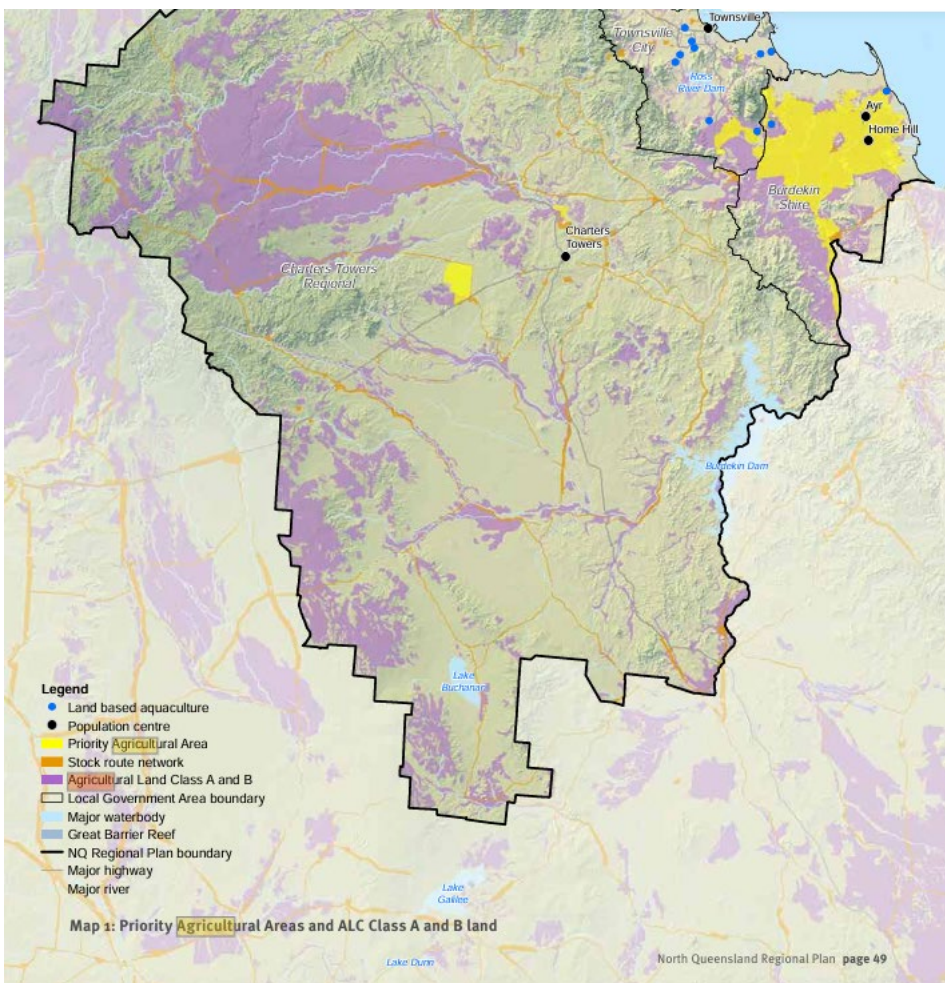 Townsville
Townsville
City
Ross
River Dam
Ayr
Home Hill
Burdekin
Shire
Charters
Towers
Charters Towers
Regional
Burdekin Dam
Lake
Buchanan
Legend
Land based aquaculture
Population centre
Priority Agricultural Area
Stock route network
Agricultural Land Class A and B
Local Government Area boundary
Major waterbody
Great Barrier Reef
NQ Regional Plan boundary
Major highway
Major river
Lake
Galilee
Map 1: Priority Agricultural Areas and ALC Class A and B land
Lake Dunn
North Queensland Regional Plan page 49